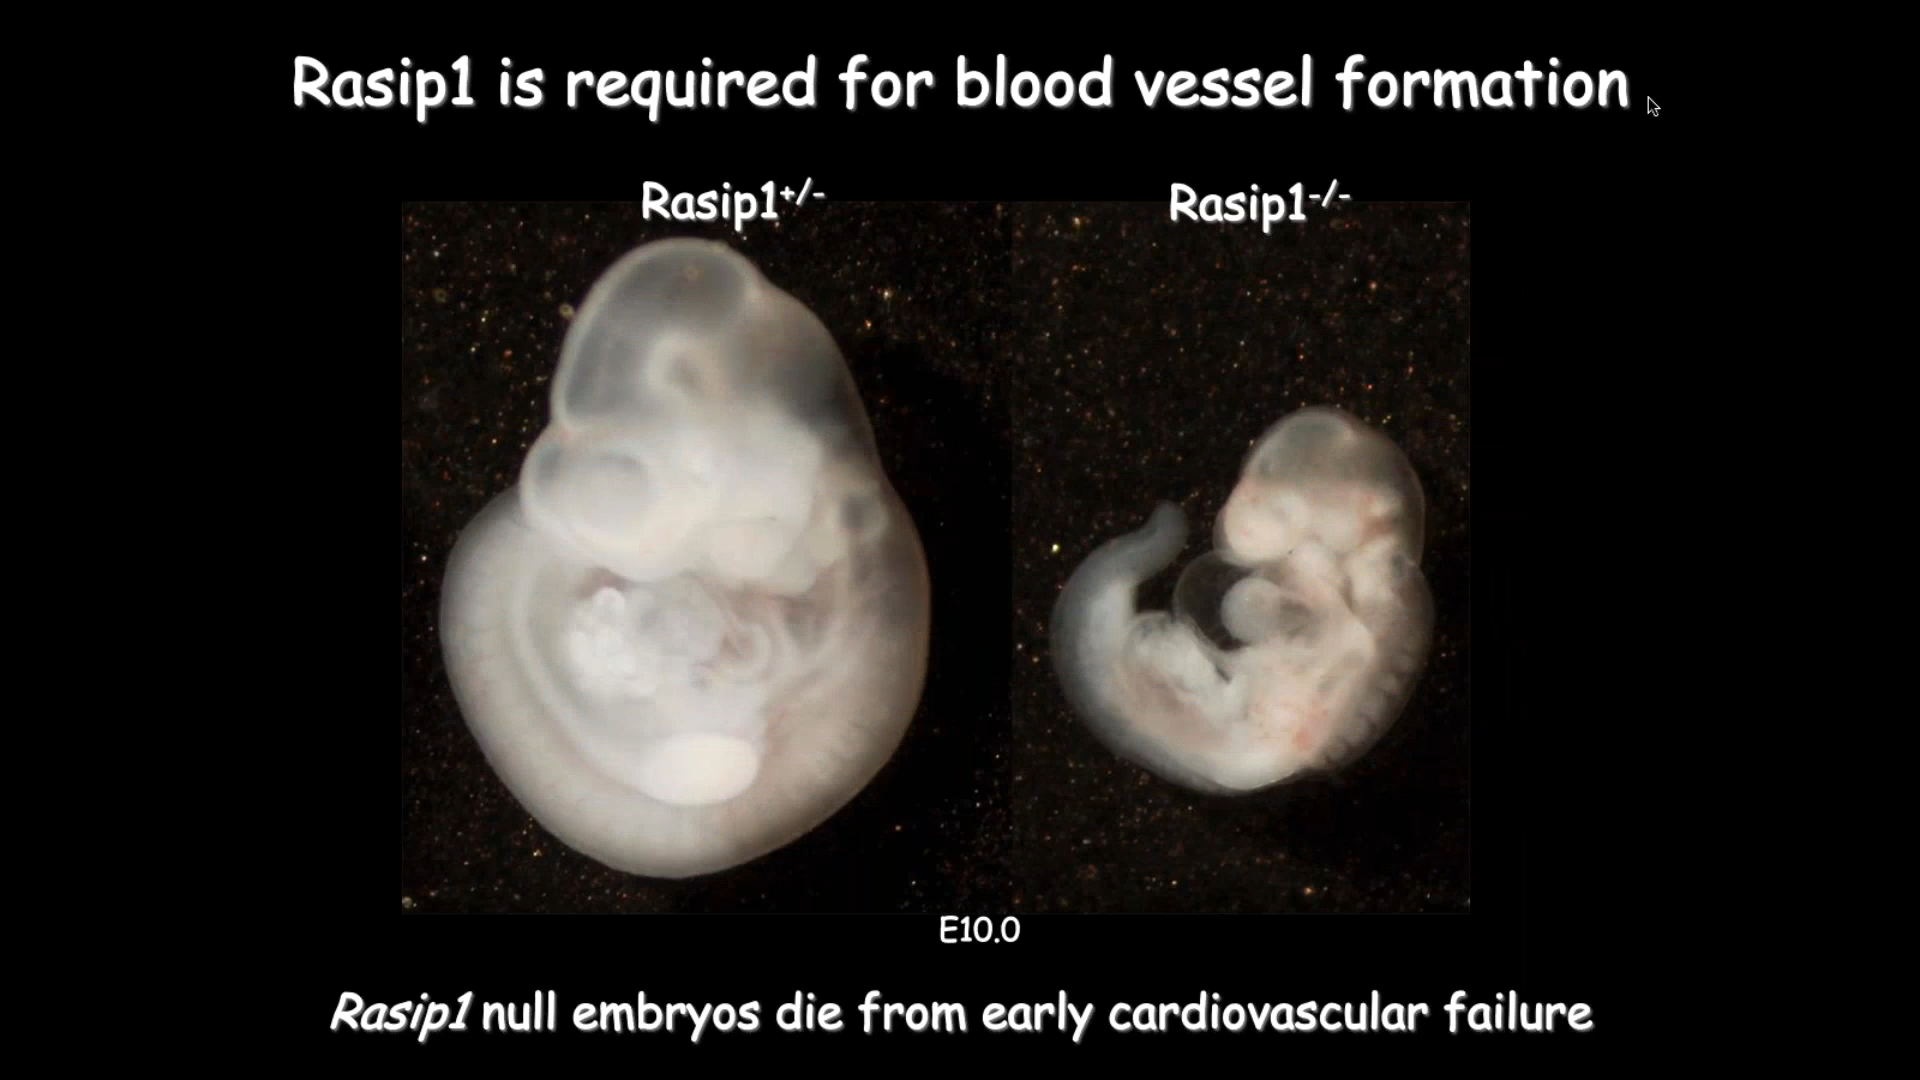 Rasip1 is required for blood vessel formation
Rasip1+/-
Rasip1-/-
E10.0
Rasip1 null embryos die from early cardiovascular failure